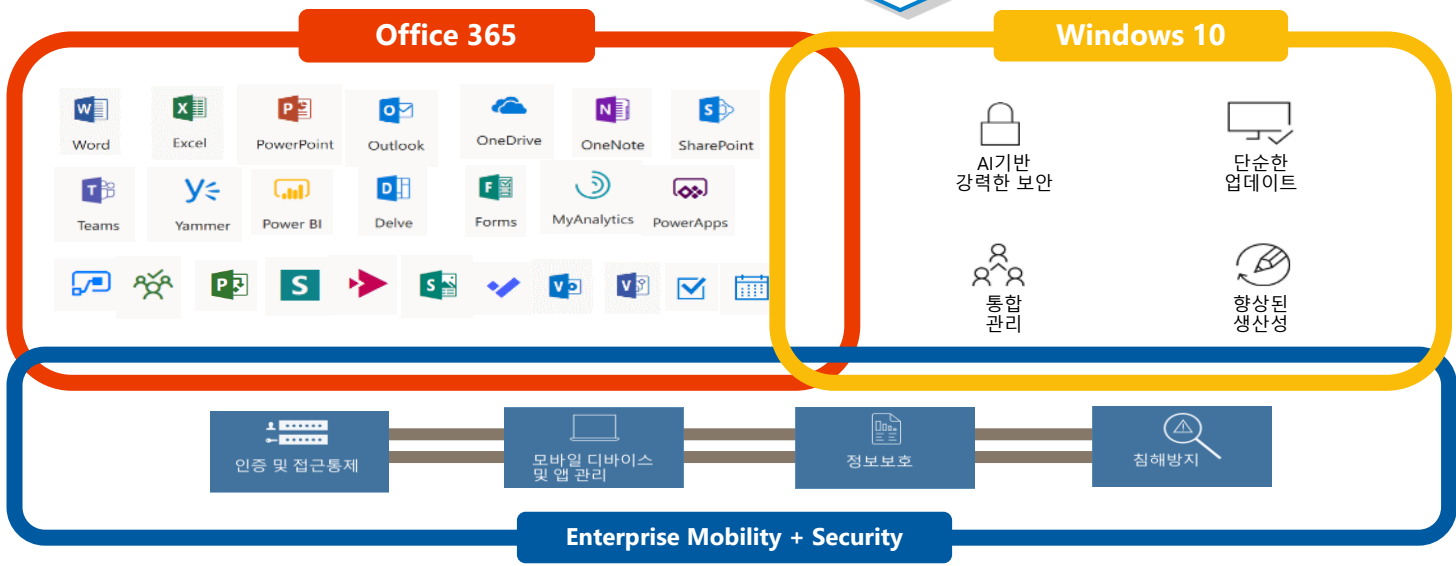 Office 365
Windows 10
Word
Excel
PowerPoint
Outlook
OneDrive
OneNote
SharePoint
Teams
Yammer
Power BI
Delve
Forms
MyAnalytics
PowerApps
AI기반
강력한 보안
단순한
업데이트
통합
관리
향상된
생산성
인증 및 접근통제
모바일 디바이스
및 앱 관리
정보보호
침해방지
Enterprise Mobility + Security